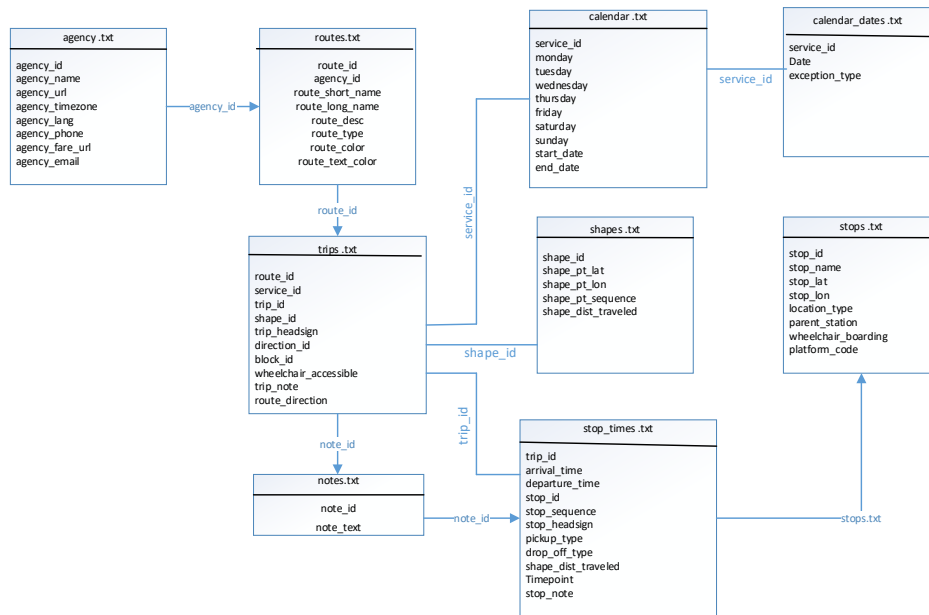 agency .txt
agency_id
agency_name
agency_url
agency_timezone
agency_lang
agency_phone
agency_fare_url
agency_email
agency_id
routes.txt
route_id
agency_id
route_short_name
route_long_name
route_desc
route_type
route_color
route_text_color
route_id
calendar .txt
service_id
monday
tuesday
wednesday
thursday
friday
saturday
sunday
start_date
end_date
service_id
calendar_dates .txt
service_id
Date
exception_type
service_id
trips .txt
route_id
service_id
trip_id
shape_id
trip_headsign
direction_id
block_id
wheelchair_accessible
trip_note
route_direction
shape_id
shapes .txt
shape_id
shape_pt_lat
shape_pt_lon
shape_pt_sequence
shape_dist_traveled
stops .txt
stop_id
stop_name
stop_lat
stop_lon
location_type
parent_station
wheelchair_boarding
platform_code
note_id
trip_id
notes.txt
note_id
note_text
note_id
stop_times .txt
trip_id
arrival_time
departure_time
stop_id
stop_sequence
stop_headsign
pickup_type
drop_off_type
shape_dist_traveled
Timepoint
stop_note
stops.txt